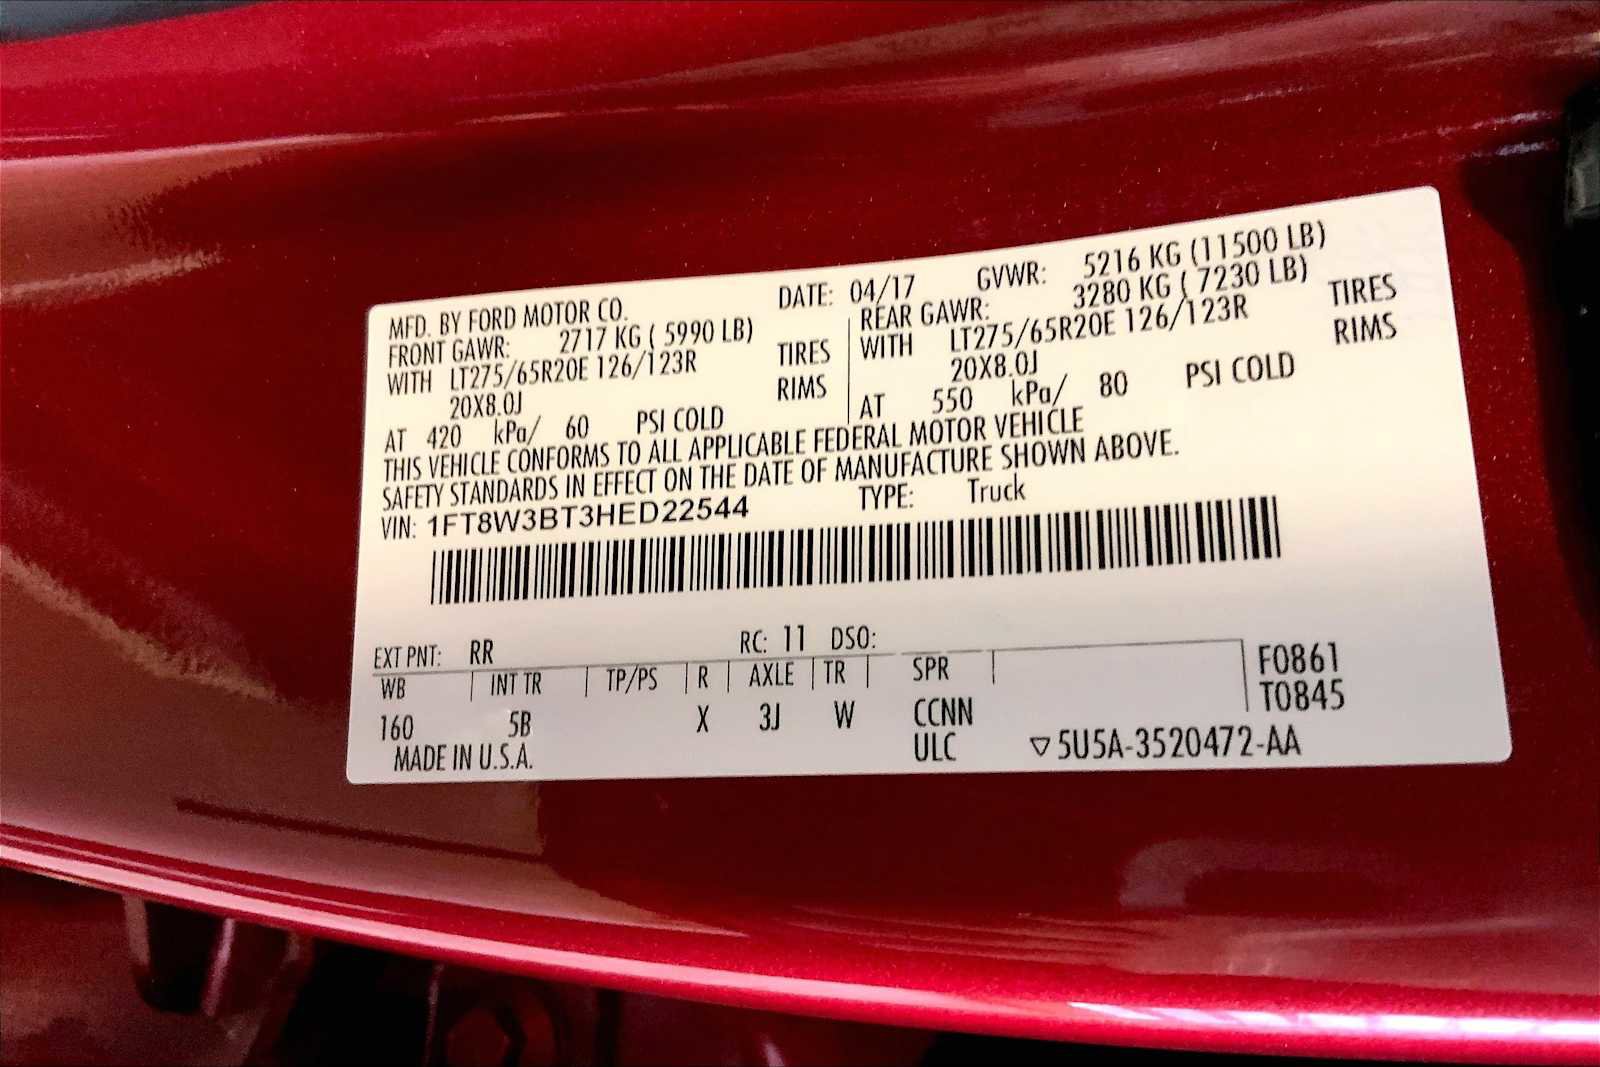 MFD. BY FORD MOTOR CO. DATE: 04/17 GVWR: 5216 KG (11500 LB)
FRONT GAWR: 2717 KG ( 5990 LB) REAR GAWR: 3280 KG ( 7230 LB)
WITH LT275/65R20E 126/123R TIRES WITH LT275/65R20E 126/123R TIRES
20X8.0J RIMS 20X8.0J RIMS
AT 420 kPa/ 60 PSI COLD AT 550 kPa/ 80 PSI COLD
THIS VEHICLE CONFORMS TO ALL APPLICABLE FEDERAL MOTOR VEHICLE
SAFETY STANDARDS IN EFFECT ON THE DATE OF MANUFACTURE SHOWN ABOVE.
VIN: 1FT8W3BT3HED22544 TYPE: Truck
EXT PNT: RR RC: 11 DSO:
WB INT TR TP/PS R AXLE TR SPR F0861
160 5B X 3J W CCNN T0845
MADE IN U.S.A. ULC ▽5U5A-3520472-AA